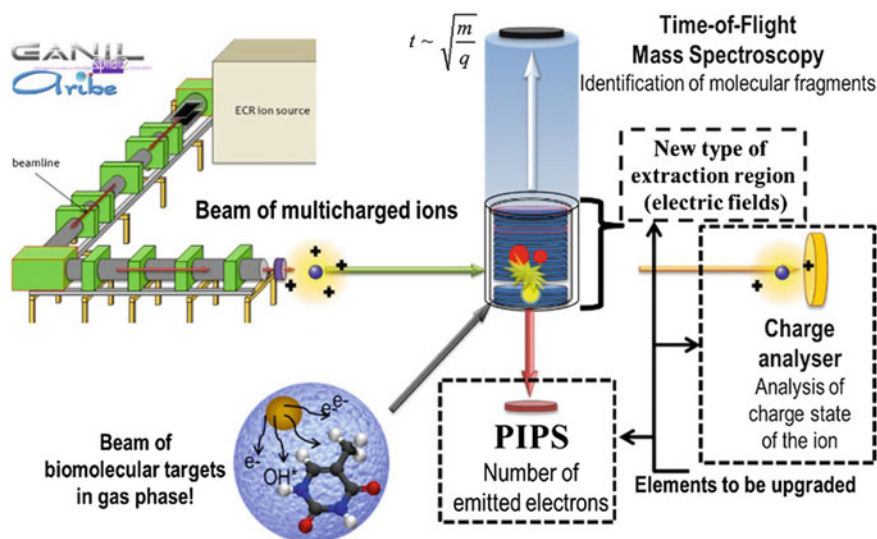 GANIL
spiral2
aribe
ECR ion source
beamline
t ~ √(m/q)
Time-of-Flight
Mass Spectroscopy
Identification of molecular fragments
New type of
extraction region
(electric fields)
Beam of multicharged ions
+
+
+
+
+
+
+
Charge
analyser
Analysis of
charge state
of the ion
PIPS
Number of
emitted electrons
Elements to be upgraded
Beam of
biomolecular targets
in gas phase!
e-
e-
e-
OH*